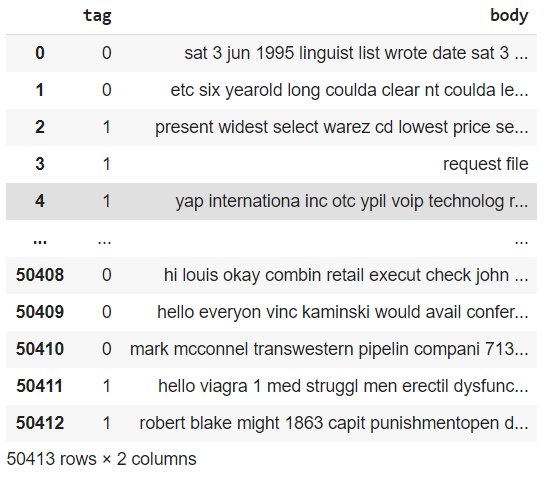 tag body
0 0 sat 3 jun 1995 linguist list wrote date sat 3 ...
1 0 etc six yearold long coulda clear nt coulda le...
2 1 present widest select warez cd lowest price se...
3 1 request file
4 1 yap internationa inc otc ypil voip technolog r...
... ... ...
50408 0 hi louis okay combin retail execut check john ...
50409 0 hello everyon vinc kaminski would avail confer...
50410 0 mark mcconnel transwestern pipelin compani 713...
50411 1 hello viagra 1 med struggl men erectil dysfunc...
50412 1 robert blake might 1863 capit punishmentopen d...
50413 rows × 2 columns